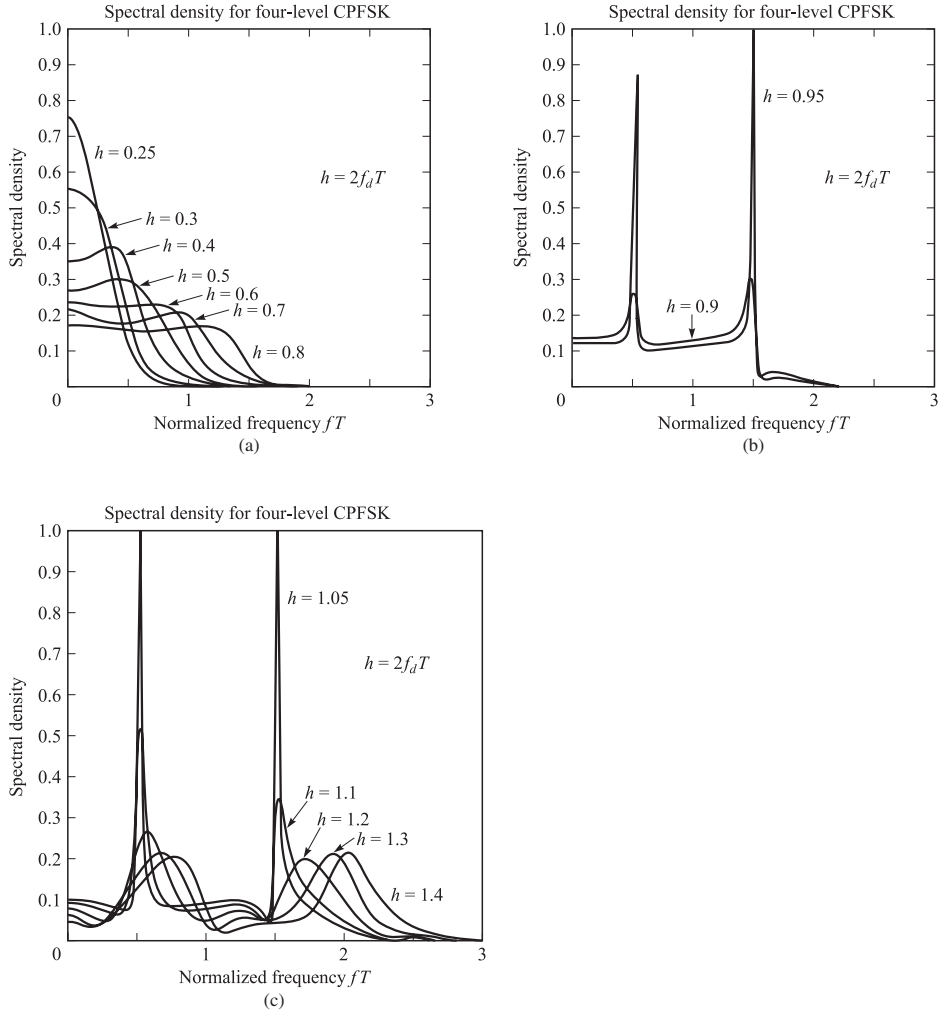 Spectral density for four-level CPFSK
1.0
0.9
0.8
0.7
0.6
0.5
0.4
0.3
0.2
0.1
0
1
2
3
Spectral density
h = 0.25
h = 2f_dT
h = 0.3
h = 0.4
h = 0.5
h = 0.6
h = 0.7
h = 0.8
Normalized frequency fT
(a)
Spectral density for four-level CPFSK
1.0
0.9
0.8
0.7
0.6
0.5
0.4
0.3
0.2
0.1
0
1
2
3
Spectral density
h = 0.95
h = 2f_dT
h = 0.9
Normalized frequency fT
(b)
Spectral density for four-level CPFSK
1.0
0.9
0.8
0.7
0.6
0.5
0.4
0.3
0.2
0.1
0
1
2
3
Spectral density
h = 1.05
h = 2f_dT
h = 1.1
h = 1.2
h = 1.3
h = 1.4
Normalized frequency fT
(c)